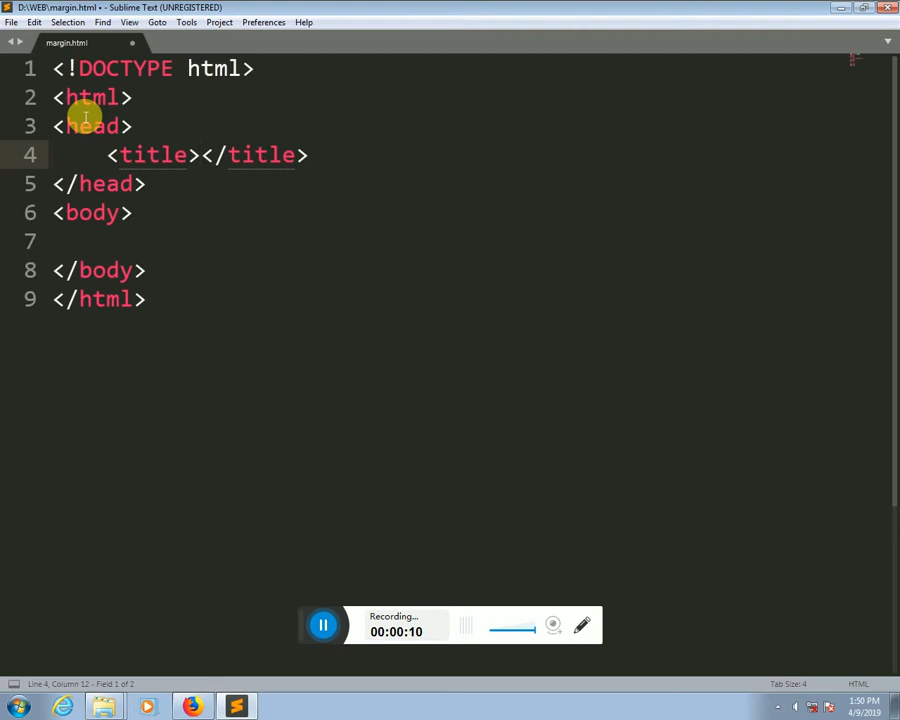 D:\WEB\margin.html • - Sublime Text (UNREGISTERED)
File Edit Selection Find View Goto Tools Project Preferences Help
margin.html
1 <!DOCTYPE html>
2 <html>
3 <head>
4 <title></title>
5 </head>
6 <body>
7
8 </body>
9 </html>
Recording...
00:00:10
Line 4, Column 12 - Field 1 of 2 Tab Size: 4 HTML
1:50 PM
4/9/2019